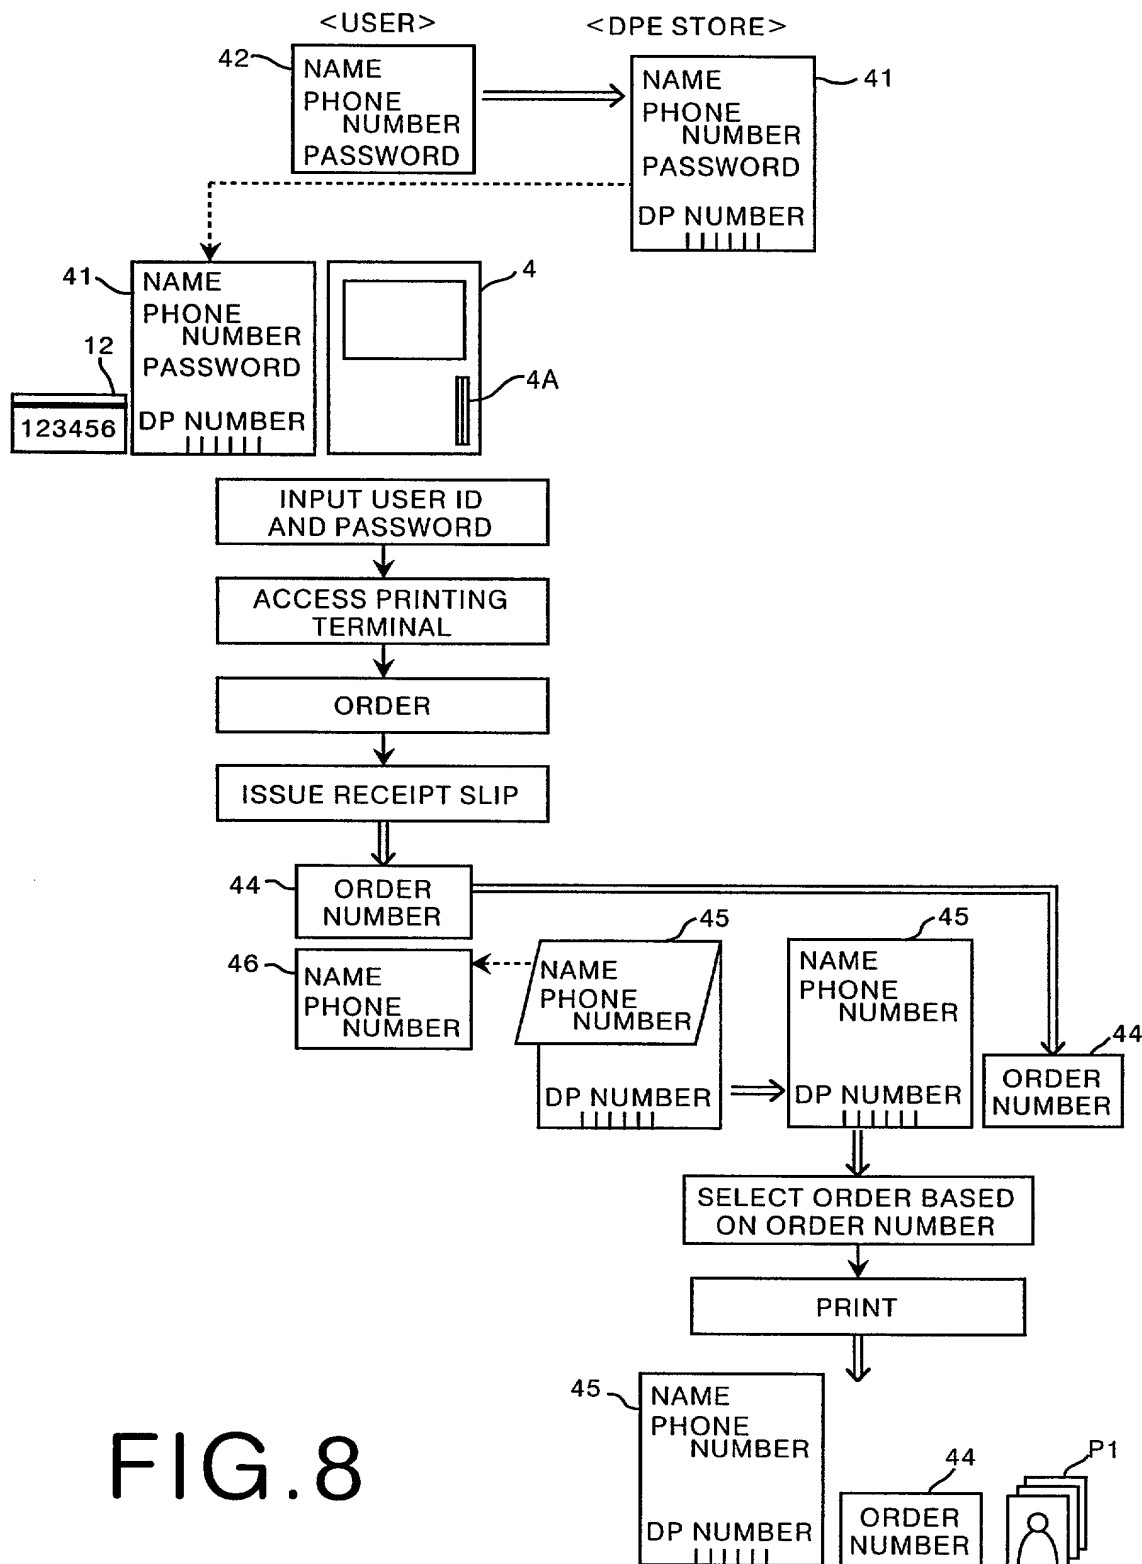 <USER>
<DPE STORE>
42
NAME
PHONE
NUMBER
PASSWORD
41
NAME
PHONE
NUMBER
PASSWORD
DP NUMBER
41
NAME
PHONE
NUMBER
PASSWORD
DP NUMBER
12
123456
4
4A
INPUT USER ID
AND PASSWORD
ACCESS PRINTING
TERMINAL
ORDER
ISSUE RECEIPT SLIP
44
ORDER
NUMBER
46
NAME
PHONE
NUMBER
45
NAME
PHONE
NUMBER
DP NUMBER
45
NAME
PHONE
NUMBER
DP NUMBER
44
ORDER
NUMBER
SELECT ORDER BASED
ON ORDER NUMBER
PRINT
45
NAME
PHONE
NUMBER
DP NUMBER
44
ORDER
NUMBER
P1
FIG.8